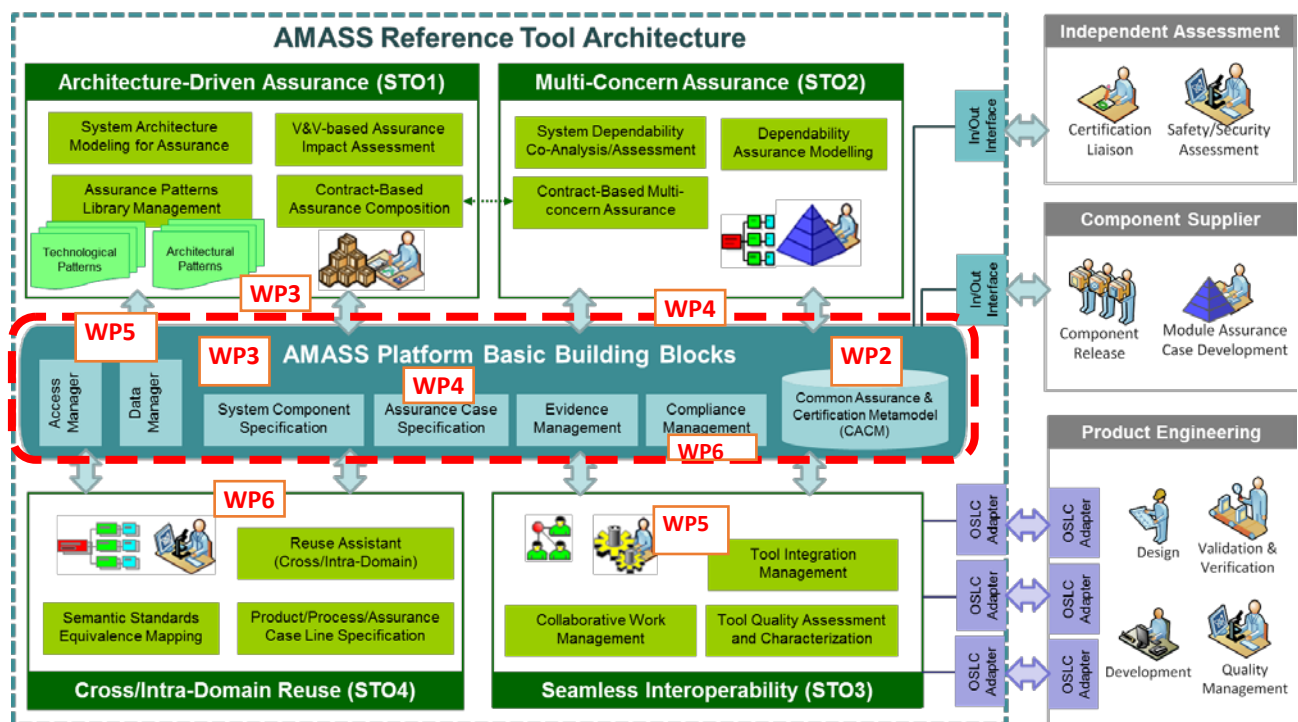 AMASS Reference Tool Architecture
Architecture-Driven Assurance (STO1)
System Architecture
Modeling for Assurance
V&V-based Assurance
Impact Assessment
Assurance Patterns
Library Management
Contract-Based
Assurance Composition
Technological
Patterns
Architectural
Patterns
WP3
Multi-Concern Assurance (STO2)
System Dependability
Co-Analysis/Assessment
Dependability
Assurance Modelling
Contract-Based Multi-
concern Assurance
WP4
In/Out
Interface
In/Out
Interface
Independent Assessment
Certification
Liaison
Safety/Security
Assessment
Component Supplier
Component
Release
Module Assurance
Case Development
WP5
WP3
AMASS Platform Basic Building Blocks
WP4
WP2
Access
Manager
Data
Manager
System Component
Specification
Assurance Case
Specification
Evidence
Management
Compliance
Management
WP6
Common Assurance &
Certification Metamodel
(CACM)
WP6
Reuse Assistant
(Cross/Intra-Domain)
Semantic Standards
Equivalence Mapping
Product/Process/Assurance
Case Line Specification
Cross/Intra-Domain Reuse (STO4)
WP5
Tool Integration
Management
Collaborative Work
Management
Tool Quality Assessment
and Characterization
Seamless Interoperability (STO3)
OSLC
Adapter
OSLC
Adapter
OSLC
Adapter
OSLC
Adapter
OSLC
Adapter
OSLC
Adapter
Product Engineering
Design
Validation &
Verification
Development
Quality
Management